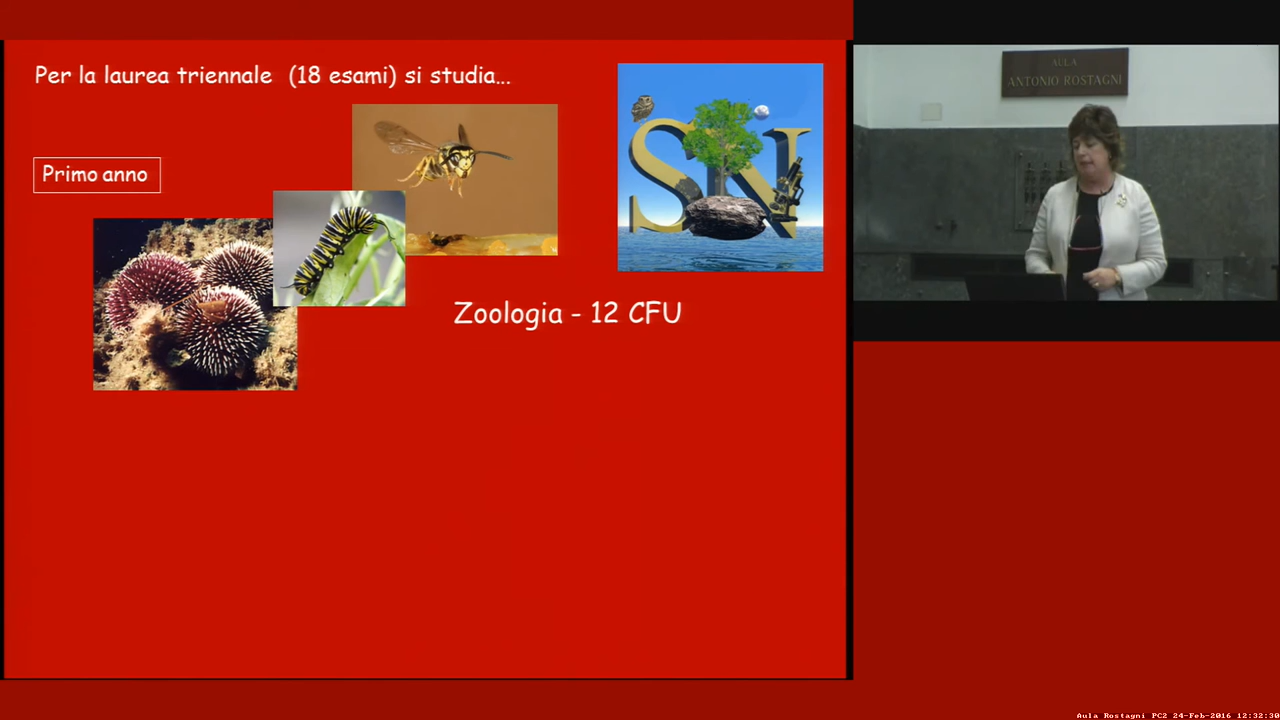 Per la laurea triennale (18 esami) si studia...
Primo anno
SN
Zoologia - 12 CFU
AULA
ANTONIO ROSTAGNI
Aula Rostagni PC2 24-Feb-2016 12:32:30